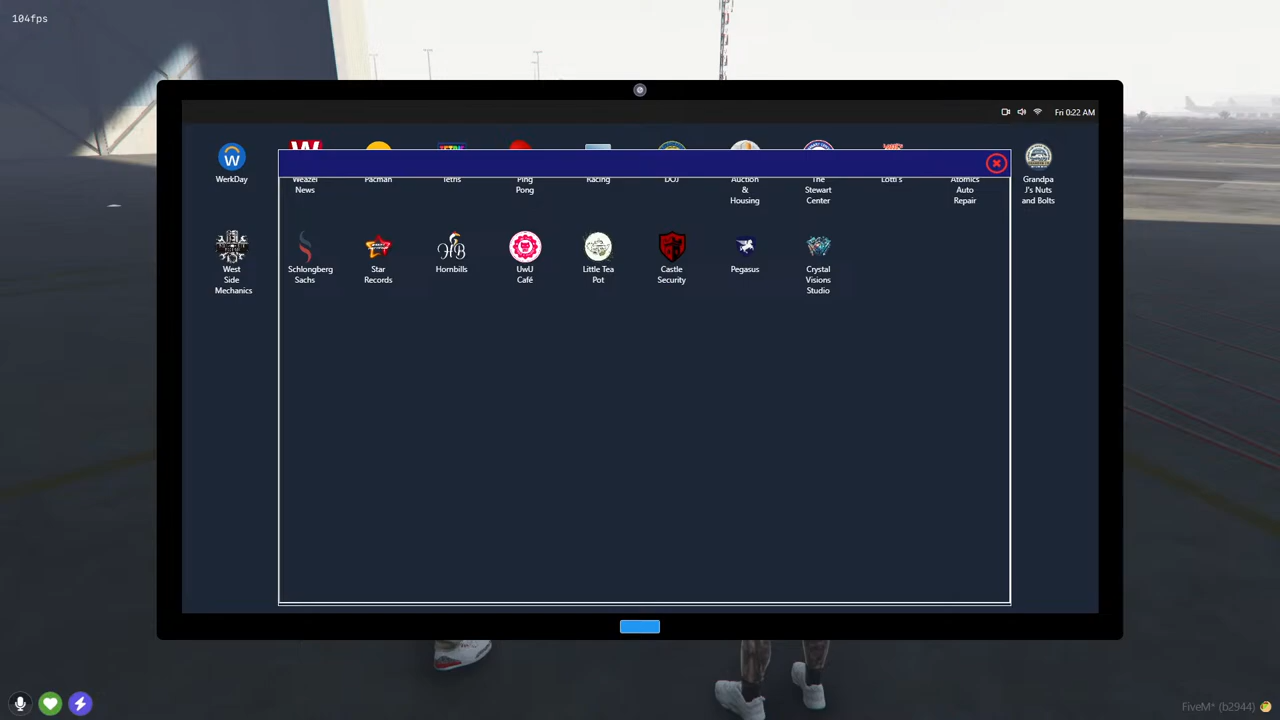 104fps
Fri 0:22 AM
WerkDay
Weazel
News
Pacman
Tetris
Ping
Pong
Racing
DOJ
Auction
&
Housing
The
Stewart
Center
Lotti's
Atomics
Auto
Repair
Grandpa
J's Nuts
and Bolts
West
Side
Mechanics
Schlongberg
Sachs
Star
Records
HB
Hornbills
UwU
Café
Little Tea
Pot
Castle
Security
Pegasus
Crystal
Visions
Studio
FiveM* (b2944)